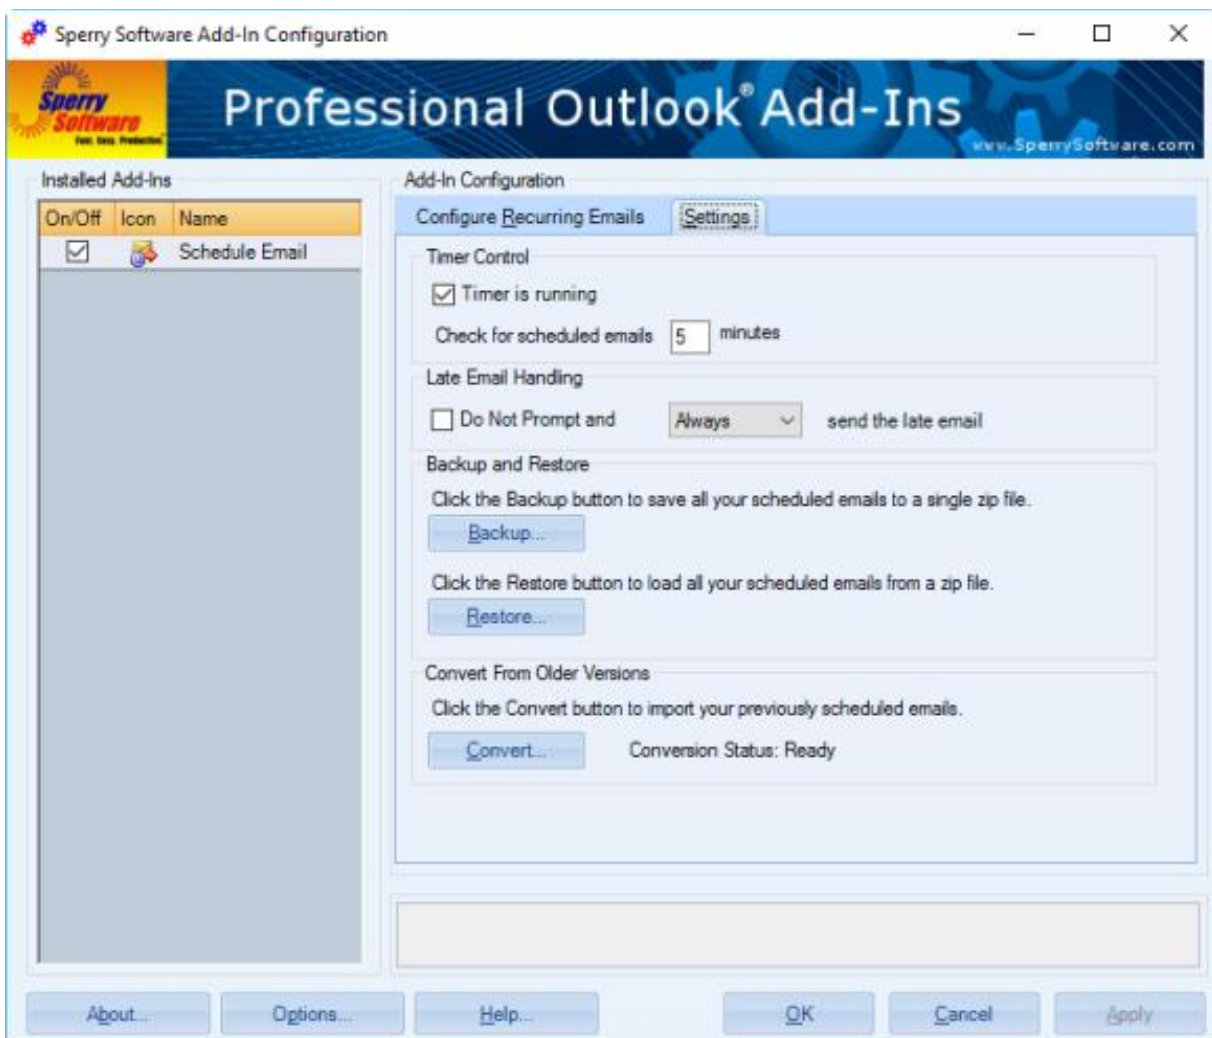 Sperry Software Add-In Configuration
Sperry
Software
Fast. Easy. Productive.
Professional Outlook® Add-Ins
www.SperrySoftware.com
Installed Add-Ins
On/Off Icon Name
Schedule Email
Add-In Configuration
Configure Recurring Emails Settings
Timer Control
Timer is running
Check for scheduled emails 5 minutes
Late Email Handling
Do Not Prompt and Always send the late email
Backup and Restore
Click the Backup button to save all your scheduled emails to a single zip file.
Backup...
Click the Restore button to load all your scheduled emails from a zip file.
Restore...
Convert From Older Versions
Click the Convert button to import your previously scheduled emails.
Convert... Conversion Status: Ready
About... Options... Help... OK Cancel Apply